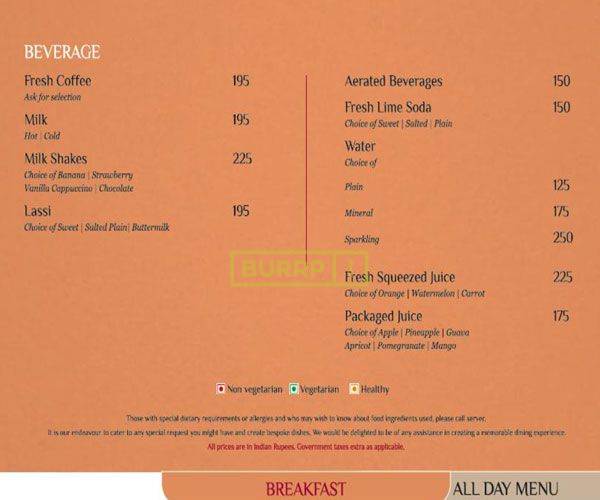 BEVERAGE
Fresh Coffee 195
Ask for selection
Milk 195
Hot | Cold
Milk Shakes 225
Choice of Banana | Strawberry
Vanilla Cappuccino | Chocolate
Lassi 195
Choice of Sweet | Salted Plain| Buttermilk
Aerated Beverages 150
Fresh Lime Soda 150
Choice of Sweet | Salted | Plain
Water
Choice of
Plain 125
Mineral 175
Sparkling 250
Fresh Squeezed Juice 225
Choice of Orange | Watermelon | Carrot
Packaged Juice 175
Choice of Apple | Pineapple | Guava
Apricot | Pomegranate | Mango
BURRP
Non vegetarian Vegetarian Healthy
Those with special dietary requirements or allergies and who may wish to know about food ingredients used, please call server.
It is our endeavour to cater to any special request you might have and create bespoke dishes. We would be delighted to be of any assistance in creating a memorable dining experience.
All prices are in Indian Rupees. Government taxes extra as applicable.
BREAKFAST ALL DAY MENU